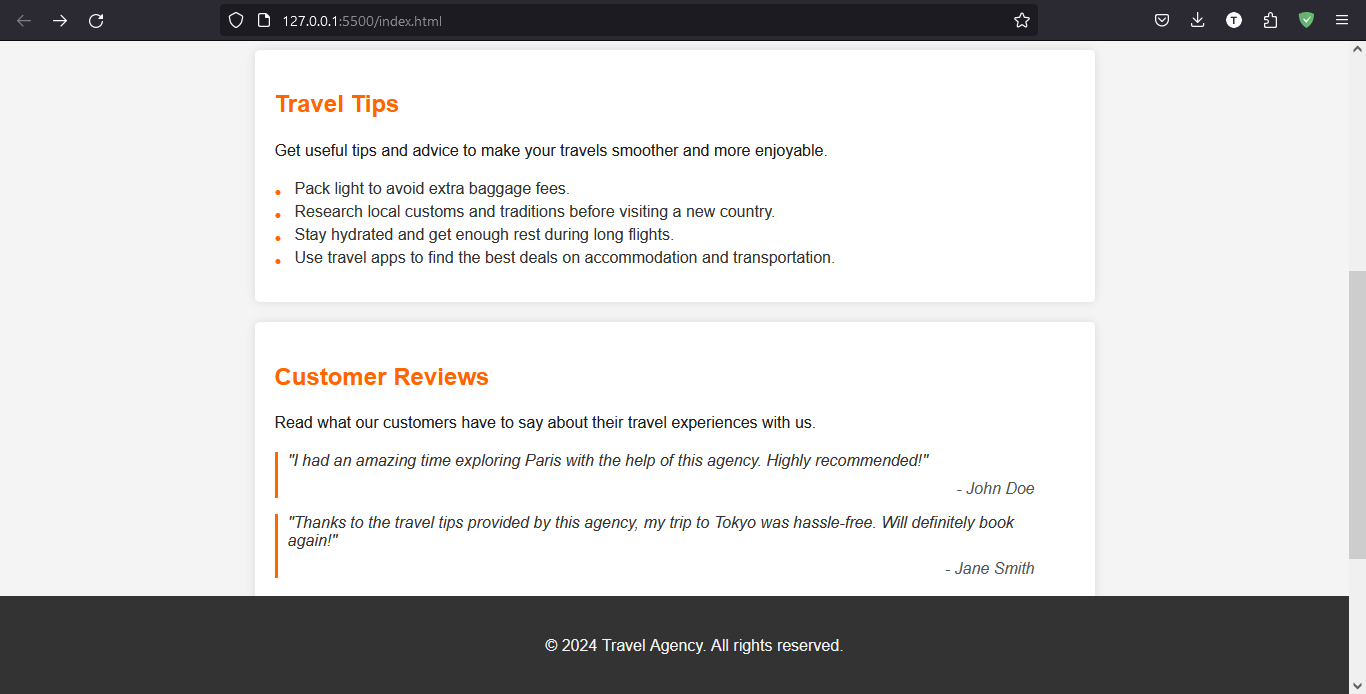 127.0.0.1:5500/index.html
T
Travel Tips
Get useful tips and advice to make your travels smoother and more enjoyable.
• Pack light to avoid extra baggage fees.
• Research local customs and traditions before visiting a new country.
• Stay hydrated and get enough rest during long flights.
• Use travel apps to find the best deals on accommodation and transportation.
Customer Reviews
Read what our customers have to say about their travel experiences with us.
"I had an amazing time exploring Paris with the help of this agency. Highly recommended!"
- John Doe
"Thanks to the travel tips provided by this agency, my trip to Tokyo was hassle-free. Will definitely book
again!"
- Jane Smith
© 2024 Travel Agency. All rights reserved.